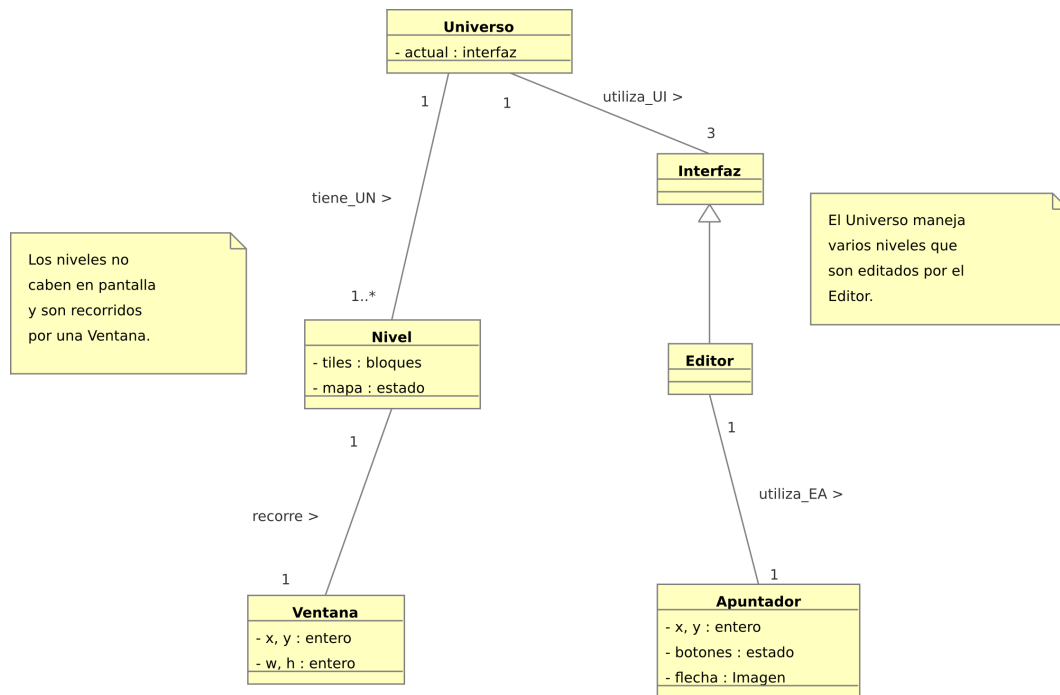 Universo
- actual : interfaz
1
1
utiliza_UI >
3
Interfaz
tiene_UN >
El Universo maneja
varios niveles que
son editados por el
Editor.
Los niveles no
caben en pantalla
y son recorridos
por una Ventana.
1..*
Nivel
- tiles : bloques
- mapa : estado
Editor
1
1
utiliza_EA >
recorre >
1
1
Ventana
- x, y : entero
- w, h : entero
Apuntador
- x, y : entero
- botones : estado
- flecha : Imagen